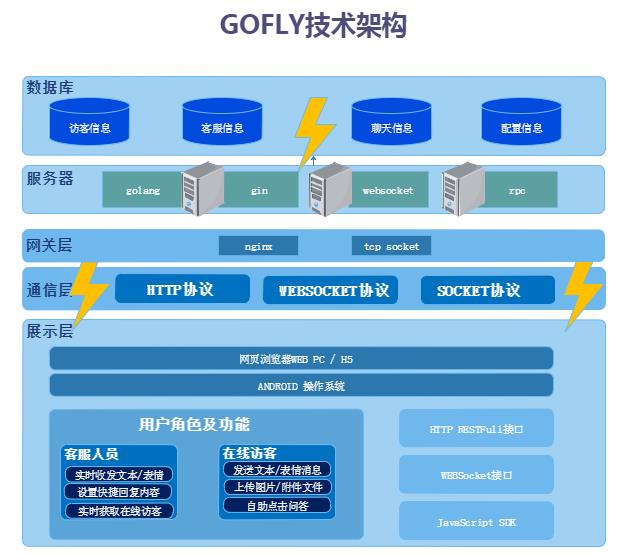 GOFLY技术架构
数据库
访客信息
客服信息
聊天信息
配置信息
服务器
golang
gin
websocket
rpc
网关层
nginx
tcp socket
通信层
HTTP协议
WEBSOCKET协议
SOCKET协议
展示层
网页浏览器WEB PC / H5
ANDROID 操作系统
用户角色及功能
客服人员
实时收发文本/表情
设置快捷回复内容
实时获取在线访客
在线访客
发送文本/表情消息
上传图片/附件文件
自助点击问答
HTTP RESTFull接口
WEBSocket接口
JavaScript SDK